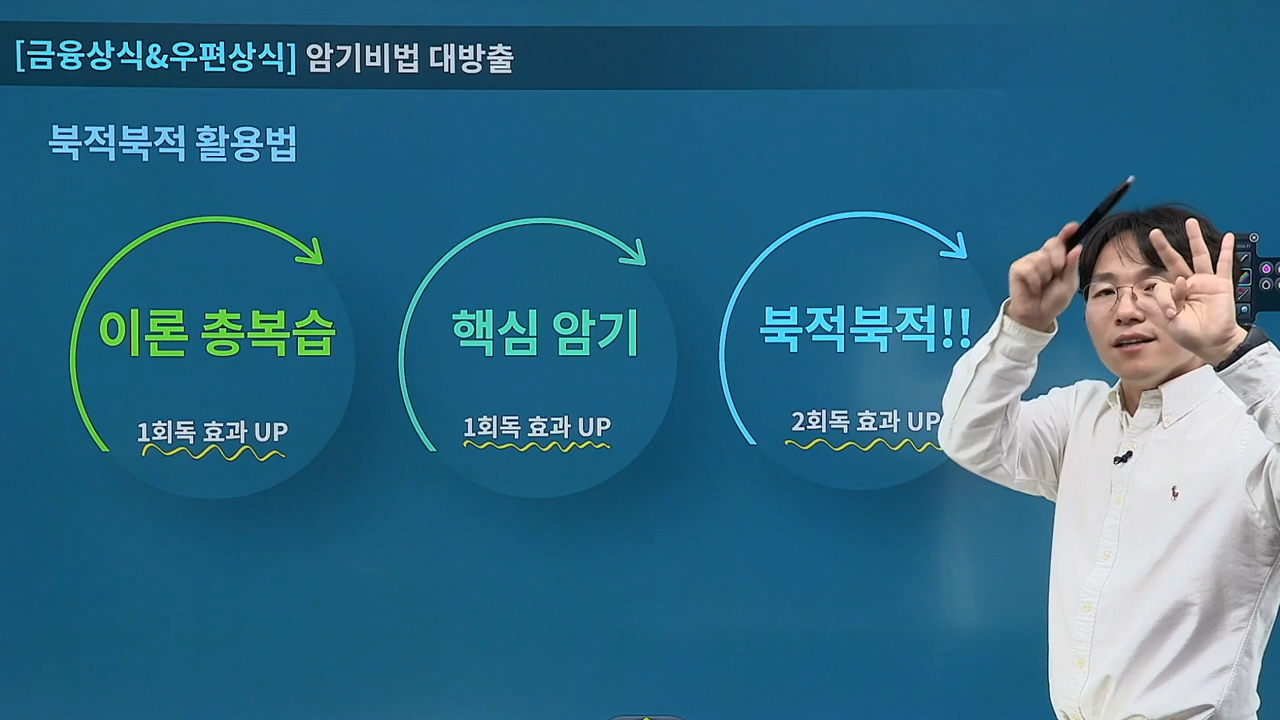 [금융상식&우편상식] 암기비법 대방출
북적북적 활용법
이론 총복습
1회독 효과 UP
핵심 암기
1회독 효과 UP
북적북적!!
2회독 효과 UP